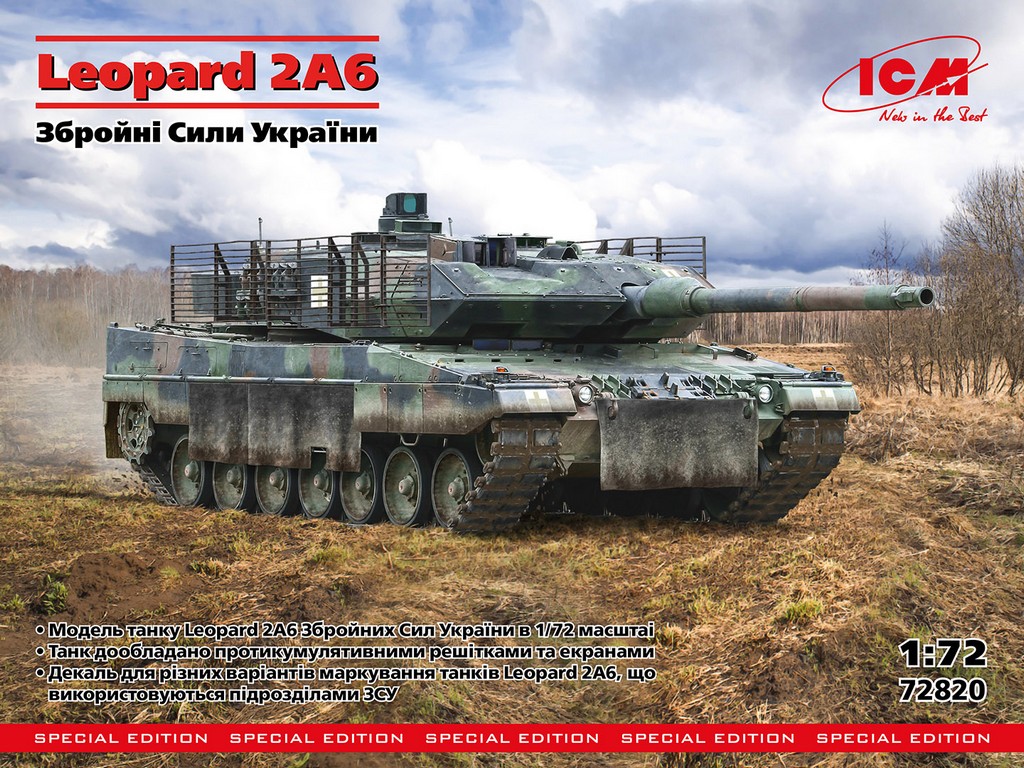 Leopard 2A6
Збройні Сили України
ICM
New in the Best
• Модель танку Leopard 2A6 Збройних Сил України в 1/72 масштаі
• Танк дообладано протикумулятивними решітками та екранами
• Декаль для різних варіантів маркування танків Leopard 2A6, що
використовуються підрозділами ЗСУ
1:72
72820
SPECIAL EDITION SPECIAL EDITION SPECIAL EDITION SPECIAL EDITION SPECIAL EDITION